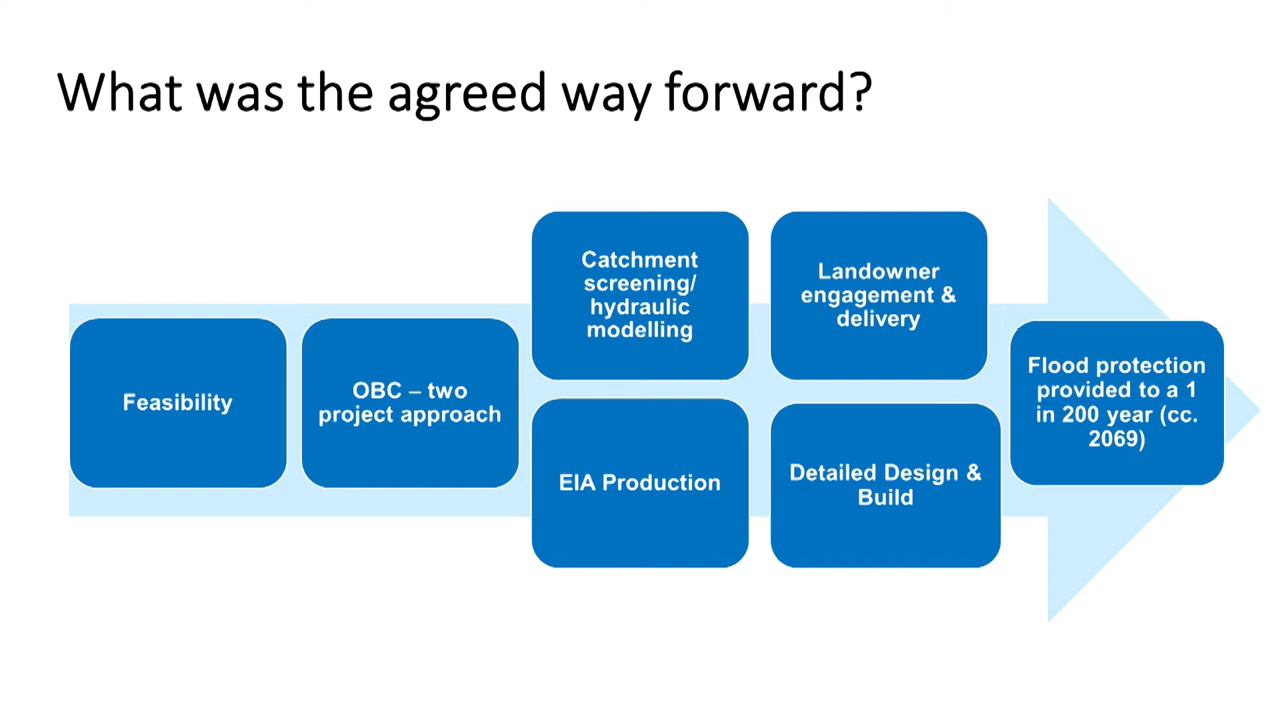 What was the agreed way forward?
Feasibility
OBC – two
project approach
Catchment
screening/
hydraulic
modelling
EIA Production
Landowner
engagement &
delivery
Detailed Design &
Build
Flood protection
provided to a 1
in 200 year (cc.
2069)